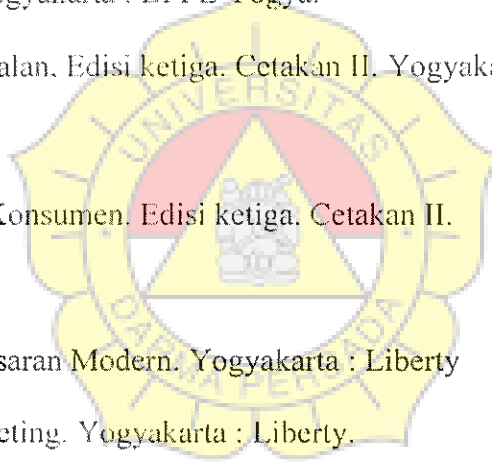 ogyakarta : Yogya.
alan. Edisi ketiga. Cetakan II. Yogyaka
Konsumen. Edisi ketiga. Cetakan II.
saran Modern. Yogyakarta : Liberty
eting. Yogyakarta : Liberty.
UNIVERSITAS
DARMA PERSADA